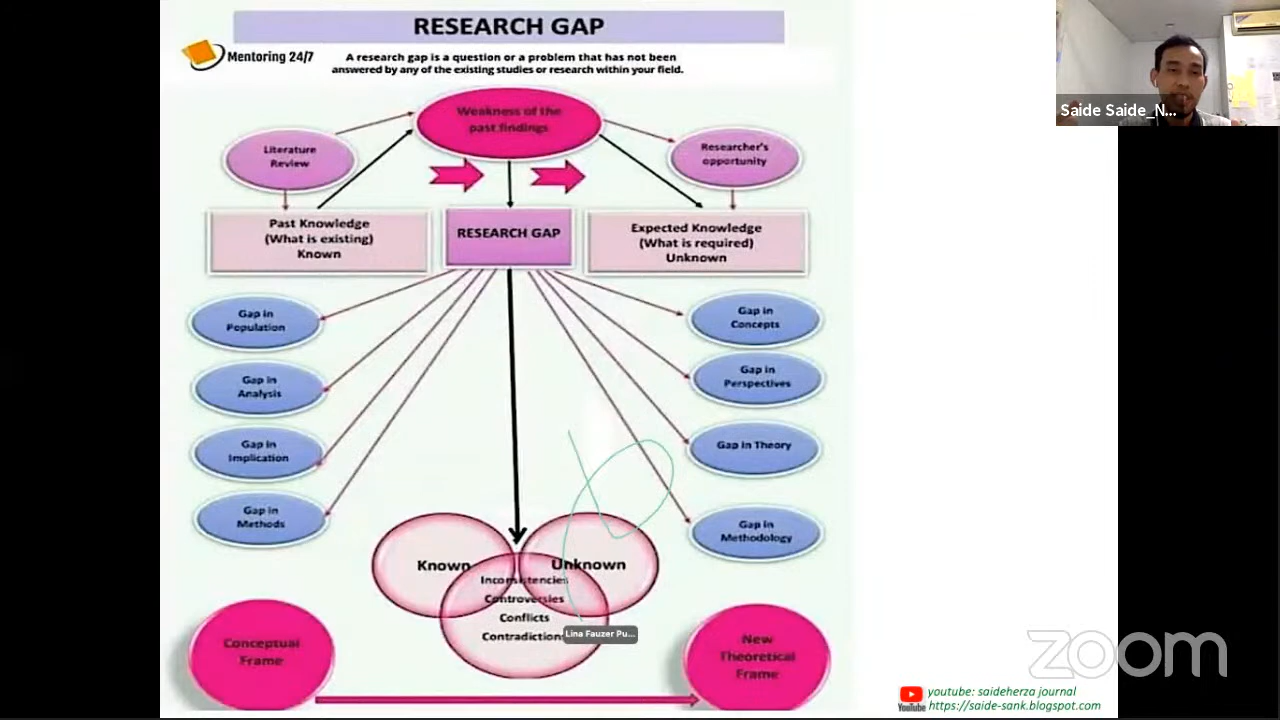 RESEARCH GAP
Mentoring 24/7
A research gap is a question or a problem that has not been
answered by any of the existing studies or research within your field.
Saide Saide_N...
Weakness of the
past findings
Literature
Review
Researcher's
opportunity
Past Knowledge
(What is existing)
Known
RESEARCH GAP
Expected Knowledge
(What is required)
Unknown
Gap in
Population
Gap in
Concepts
Gap in
Analysis
Gap in
Perspectives
Gap in
Implication
Gap in Theory
Gap in
Methods
Gap in
Methodology
Known
Unknown
Inconsistencies
Controversies
Conflicts
Contradictions
Lina Fauzer Pu...
Conceptual
Frame
New
Theoretical
Frame
zoom
YouTube
youtube: saideherza journal
https://saide-sank.blogspot.com